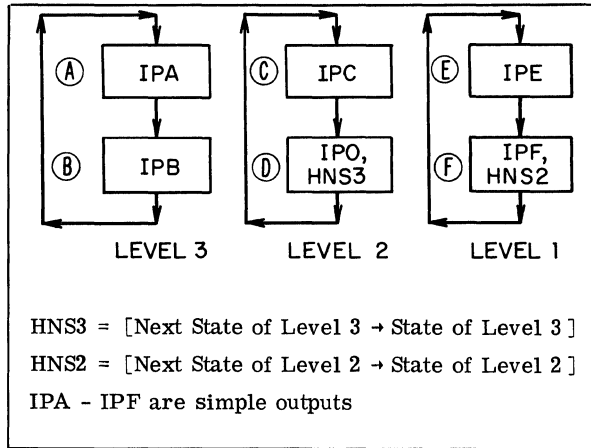 A IPA C IPC E IPE
B IPB D IPO, HNS3 F IPF, HNS2
LEVEL 3 LEVEL 2 LEVEL 1
HNS3 = [Next State of Level 3 → State of Level 3]
HNS2 = [Next State of Level 2 → State of Level 2]
IPA - IPF are simple outputs